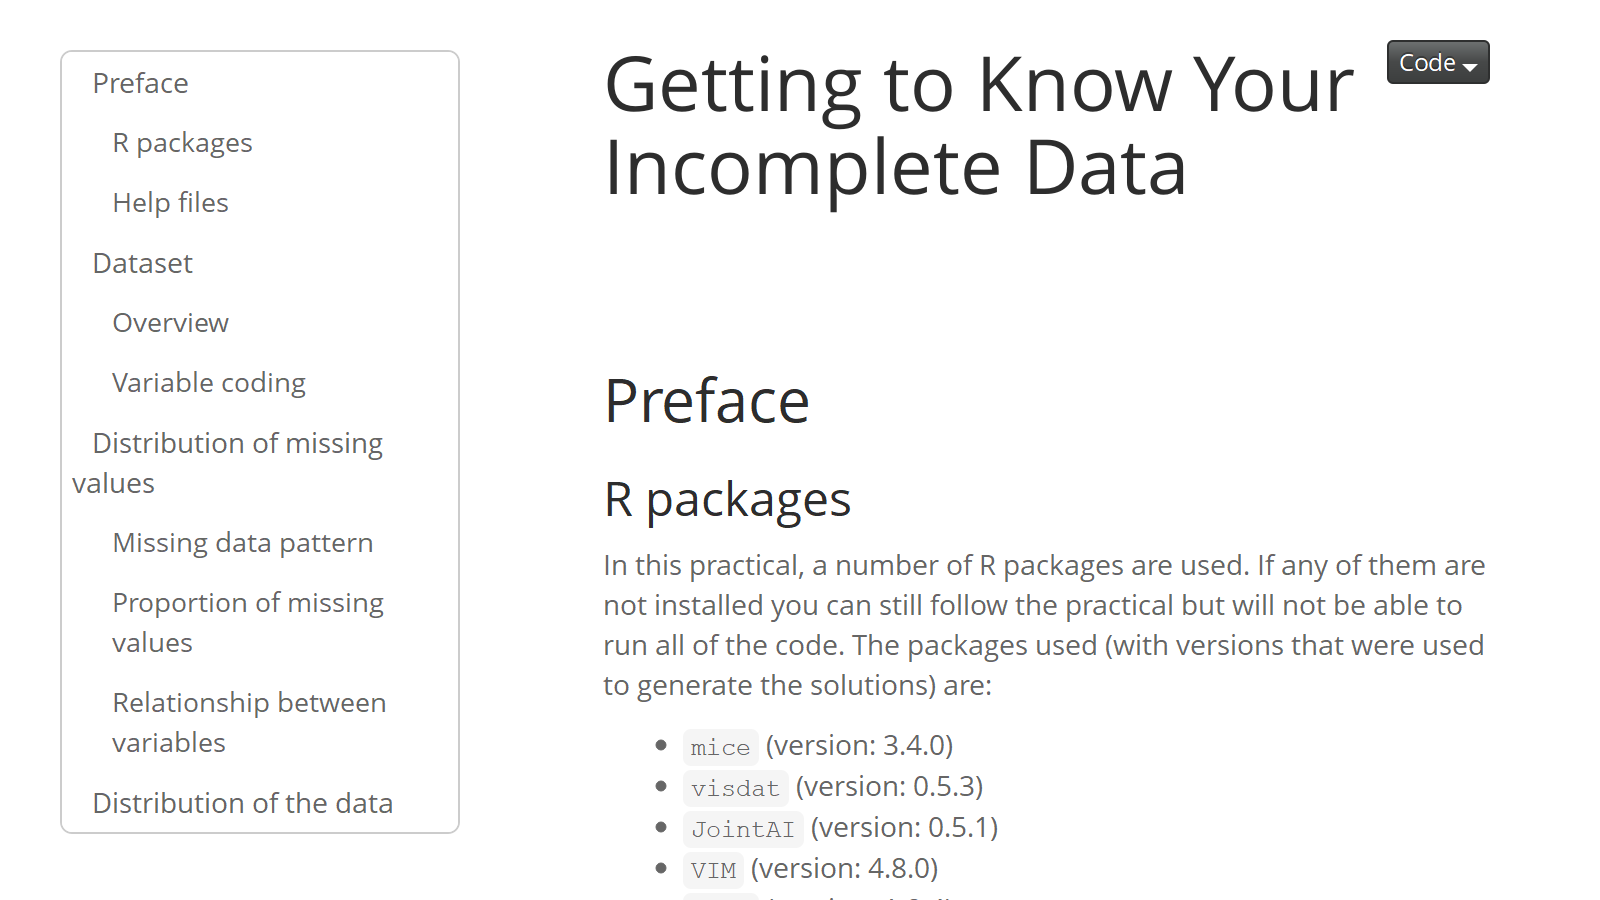 Preface
R packages
Help files
Dataset
Overview
Variable coding
Distribution of missing
values
Missing data pattern
Proportion of missing
values
Relationship between
variables
Distribution of the data
Getting to Know Your
Incomplete Data
Code
Preface
R packages
In this practical, a number of R packages are used. If any of them are
not installed you can still follow the practical but will not be able to
run all of the code. The packages used (with versions that were used
to generate the solutions) are:
mice (version: 3.4.0)
visdat (version: 0.5.3)
JointAI (version: 0.5.1)
VIM (version: 4.8.0)